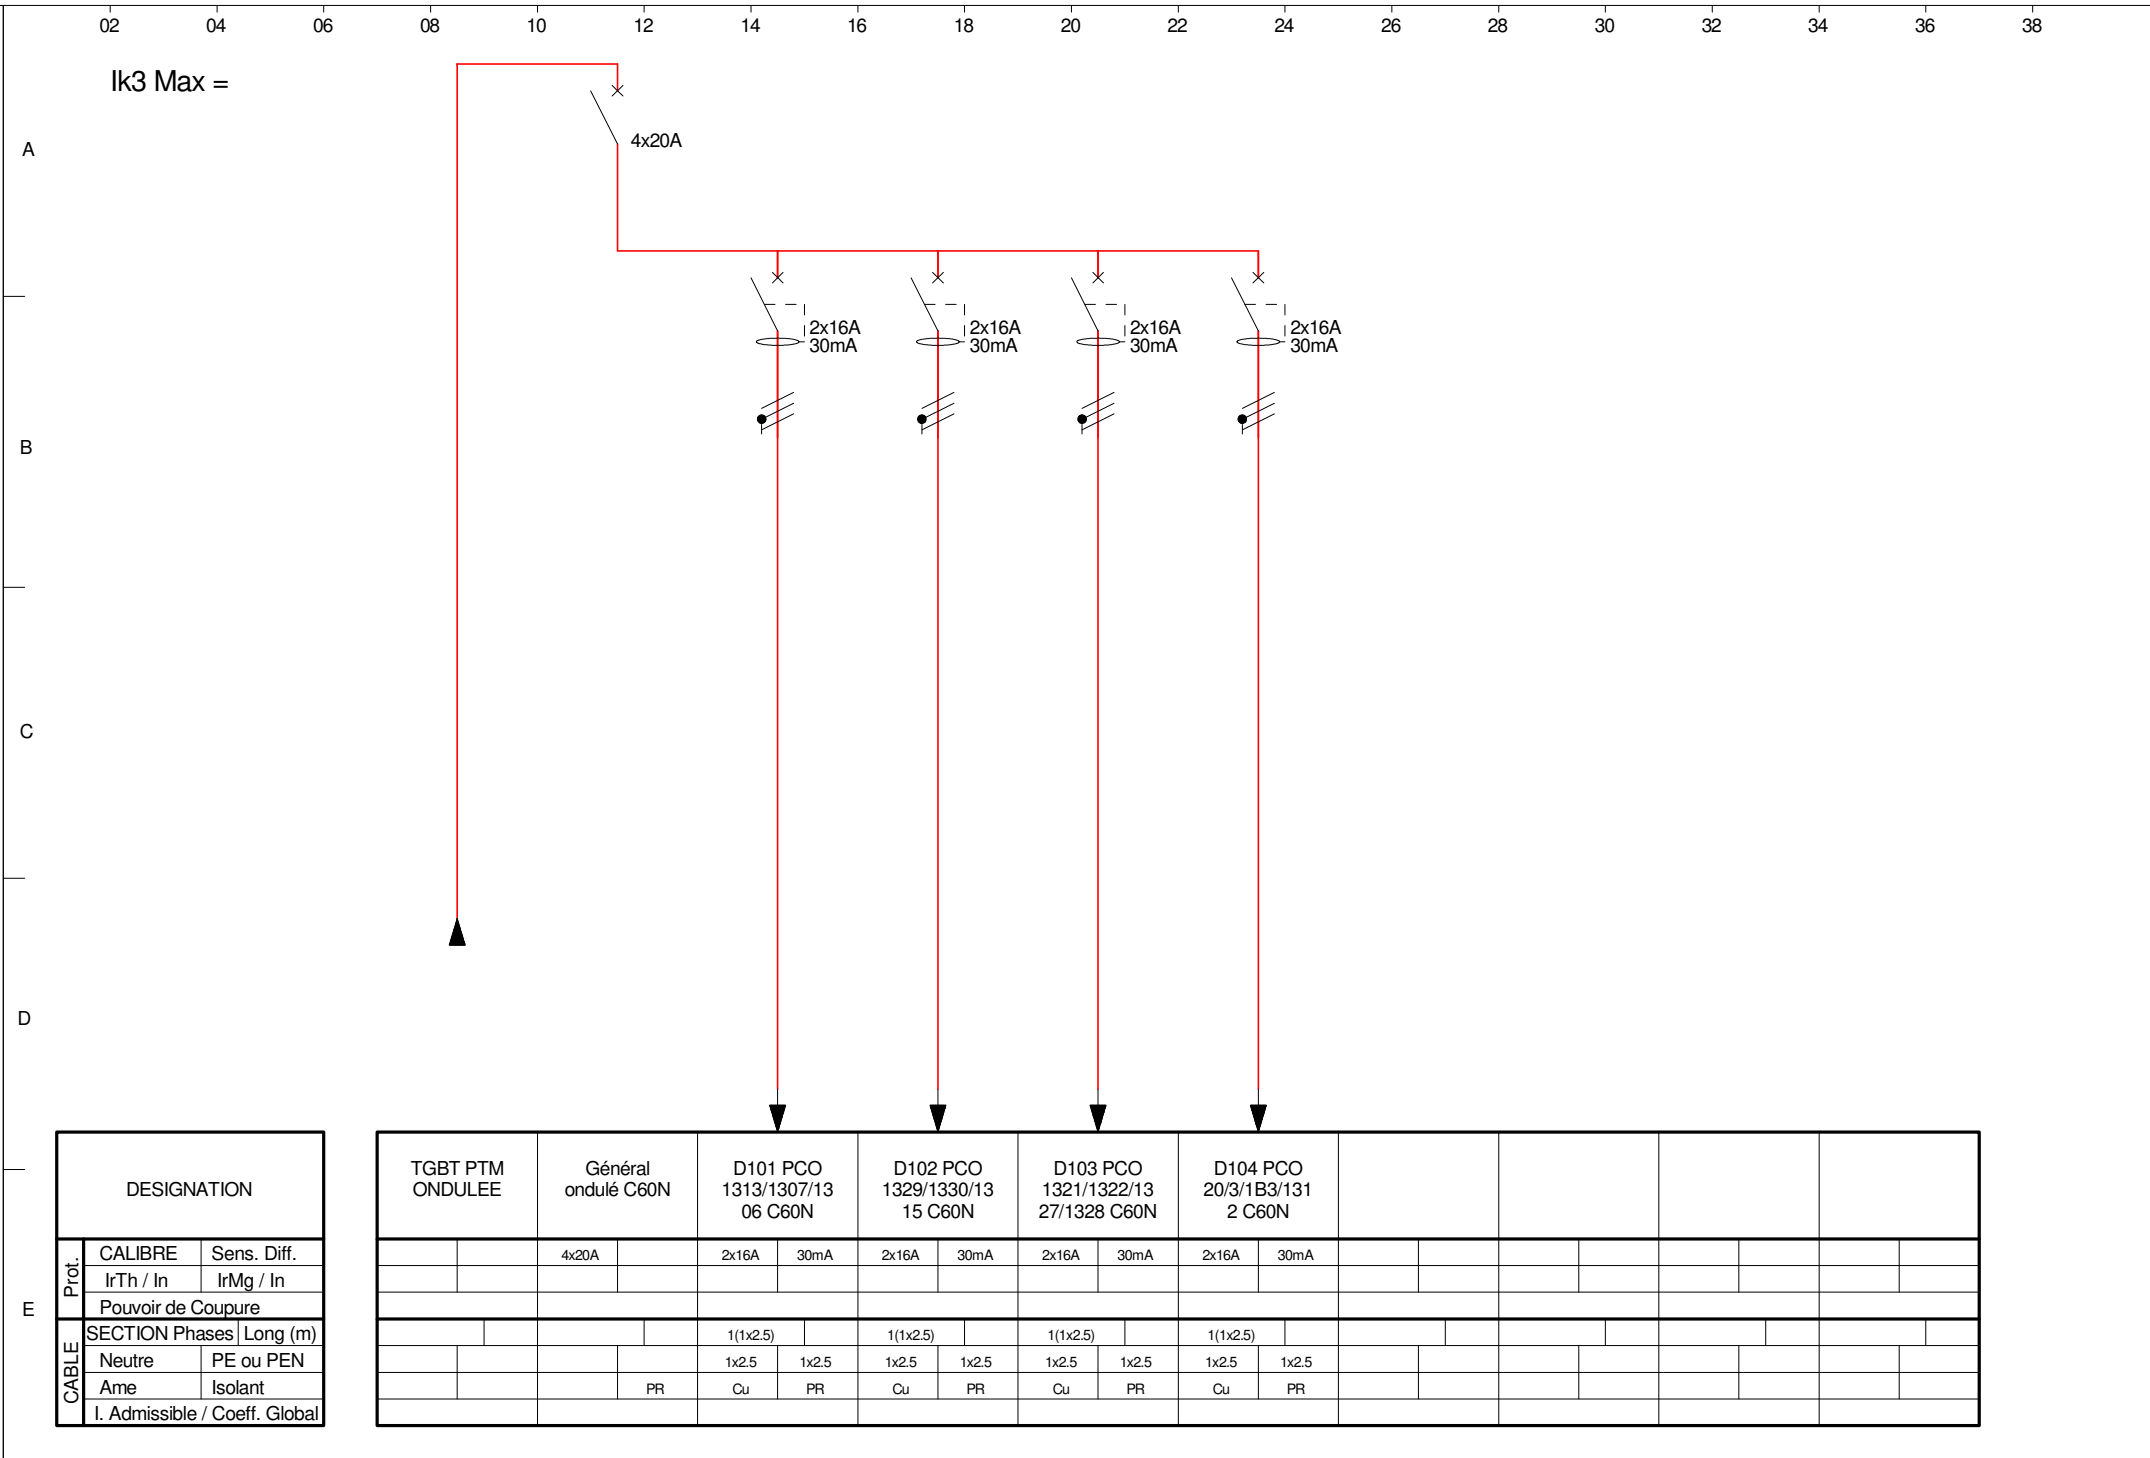 02 04 06 08 10 12 14 16 18 20 22 24 26 28 30 32 34 36 38
Ik3 Max =
A
4x20A
2x16A
30mA
2x16A
30mA
2x16A
30mA
2x16A
30mA
B
C
D
E
DESIGNATION
Prot.
CALIBRE Sens. Diff.
IrTh / In IrMg / In
Pouvoir de Coupure
CABLE
SECTION Phases Long (m)
Neutre PE ou PEN
Ame Isolant
I. Admissible / Coeff. Global
TGBT PTM
ONDULEE
Général
ondulé C60N
D101 PCO
1313/1307/13
06 C60N
D102 PCO
1329/1330/13
15 C60N
D103 PCO
1321/1322/13
27/1328 C60N
D104 PCO
20/3/1B3/131
2 C60N
4x20A 2x16A 30mA 2x16A 30mA 2x16A 30mA 2x16A 30mA
1(1x2.5) 1(1x2.5) 1(1x2.5) 1(1x2.5)
1x2.5 1x2.5 1x2.5 1x2.5 1x2.5 1x2.5 1x2.5 1x2.5
PR Cu PR Cu PR Cu PR Cu PR